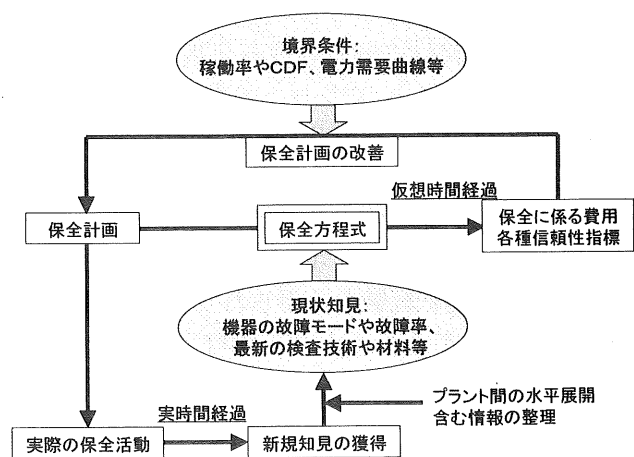 境界条件:
稼働率やCDF、電力需要曲線等
保全計画の改善
仮想時間経過
保全計画
保全方程式
保全に係る費用
各種信頼性指標
現状知見:
機器の故障モードや故障率、
最新の検査技術や材料等
プラント間の水平展開
含む情報の整理
実時間経過
実際の保全活動
新規知見の獲得